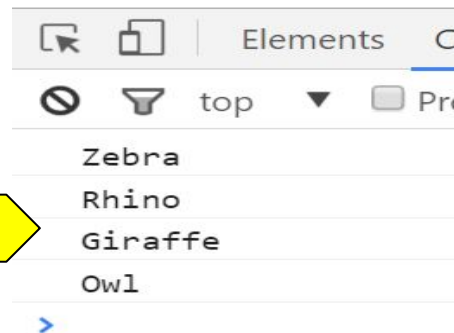 Elements
top
Zebra
Rhino
Giraffe
Owl
>